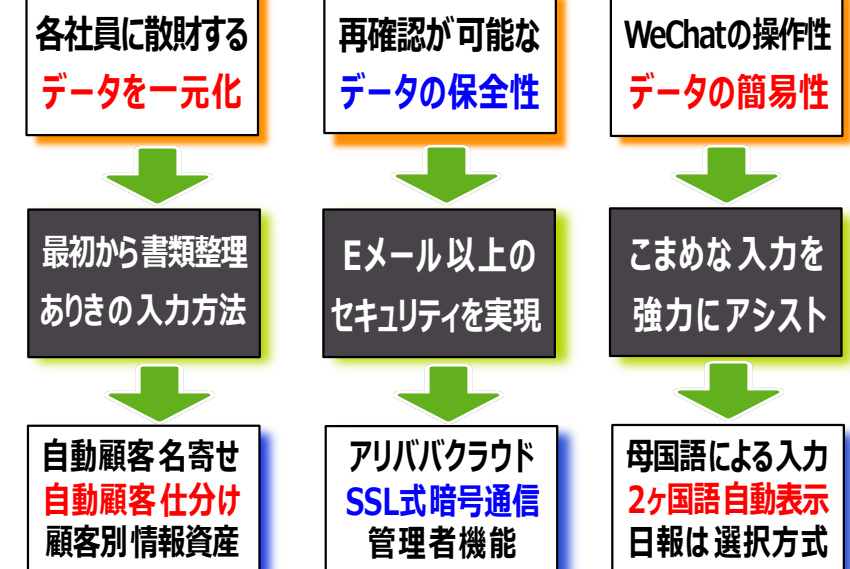 各社員に散財する
データを一元化
最初から書類整理
ありきの入力方法
自動顧客名寄せ
自動顧客仕分け
顧客別情報資産
再確認が可能な
データの保全性
Eメール以上の
セキュリティを実現
アリババクラウド
SSL式暗号通信
管理者機能
WeChatの操作性
データの簡易性
こまめな入力を
強力にアシスト
母国語による入力
2ヶ国語自動表示
日報は選択方式